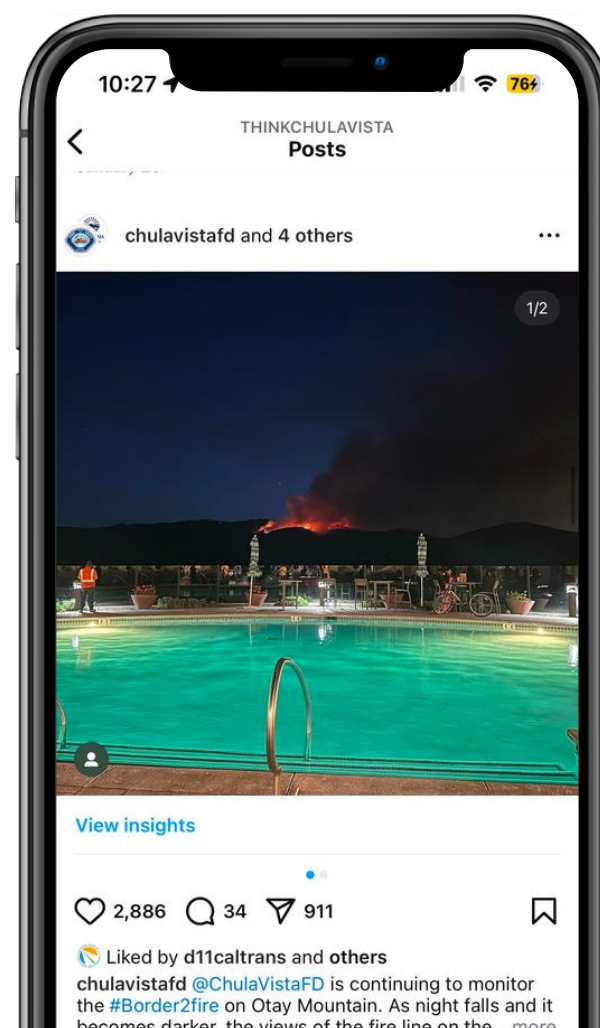 10:27
76
THINKCHULAVISTA
Posts
chulavistafd and 4 others
1/2
View insights
2,886 34 911
Liked by d11caltrans and others
chulavistafd @ChulaVistaFD is continuing to monitor
the #Border2fire on Otay Mountain. As night falls and it
becomes darker, the views of the fire line on the... more